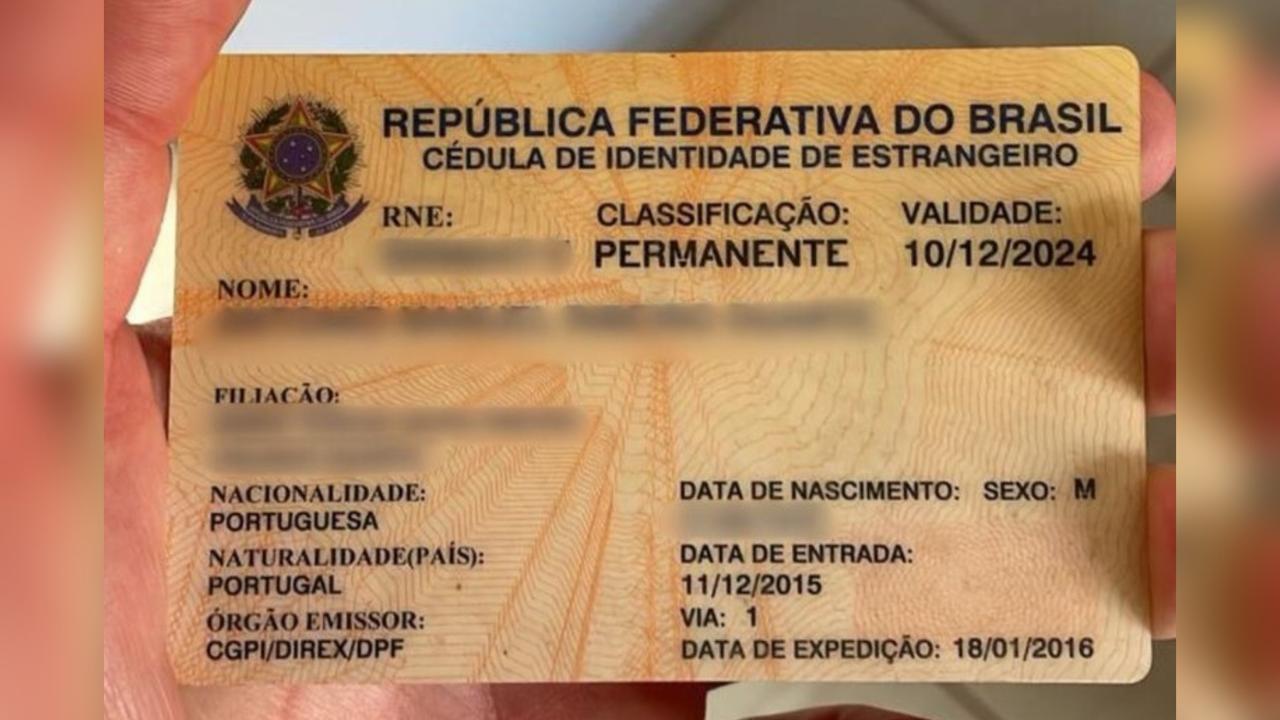 REPÚBLICA FEDERATIVA DO BRASIL
CÉDULA DE IDENTIDADE DE ESTRANGEIRO
RNE: CLASSIFICAÇÃO: VALIDADE:
PERMANENTE 10/12/2024
NOME:
FILIAÇÃO:
NACIONALIDADE: DATA DE NASCIMENTO: SEXO: M
PORTUGUESA
NATURALIDADE(PAÍS): DATA DE ENTRADA:
PORTUGAL 11/12/2015
ÓRGÃO EMISSOR: VIA: 1
CGPI/DIREX/DPF DATA DE EXPEDIÇÃO: 18/01/2016